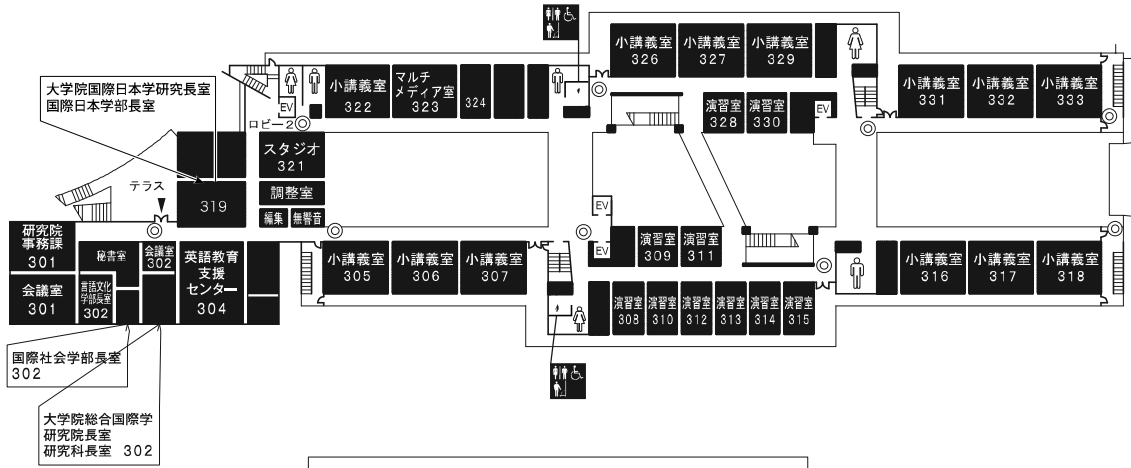 小講義室
326
小講義室
327
小講義室
329
大学院国際日本学研究長室
国際日本学部長室
EV
ロビー2
小講義室
322
マルチ
メディア室
323
324
演習室
328
演習室
330
EV
小講義室
331
小講義室
332
小講義室
333
スタジオ
321
調整室
編集
無響音
テラス
319
EV
EV
研究院
事務課
301
会議室
301
秘書室
言語文化
学部長室
302
会議室
302
英語教育
支援
センター
304
小講義室
305
小講義室
306
小講義室
307
演習室
309
演習室
311
小講義室
316
小講義室
317
小講義室
318
演習室
308
演習室
310
演習室
312
演習室
313
演習室
314
演習室
315
国際社会学部長室
302
大学院総合国際学
研究院長室
研究科長室 302